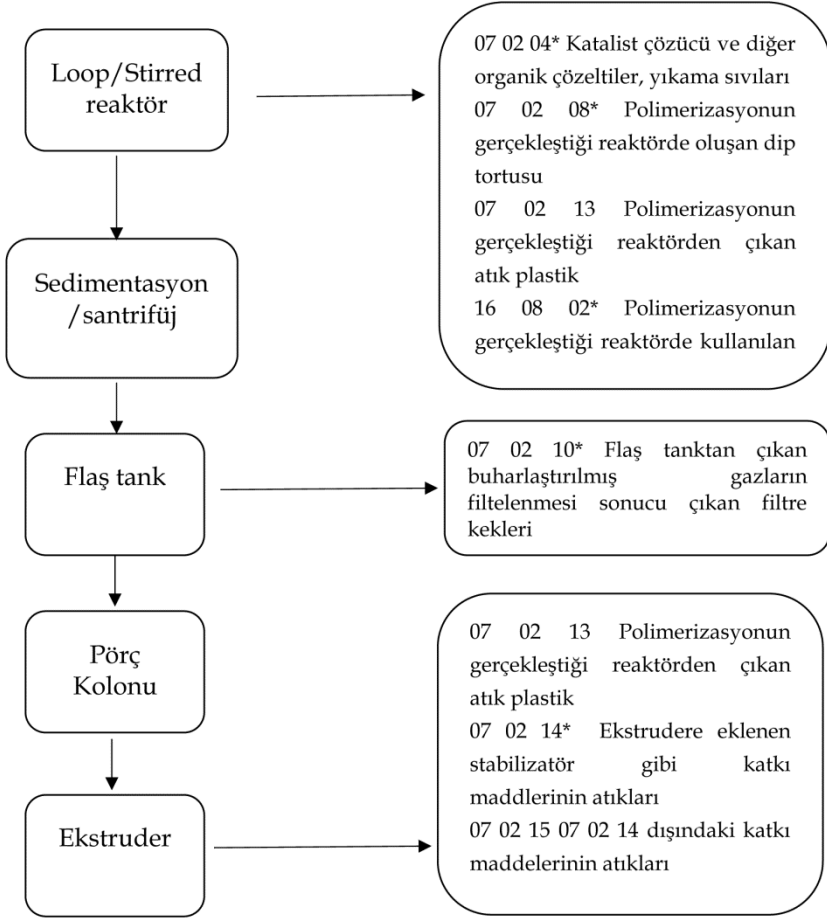 Loop/Stirred
reaktör
07 02 04* Katalist çözücü ve diğer
organik çözeltiler, yıkama sıvıları
07 02 08* Polimerizasyonun
gerçekleştiği reaktörde oluşan dip
tortusu
07 02 13 Polimerizasyonun
gerçekleştiği reaktörden çıkan
atık plastik
16 08 02* Polimerizasyonun
gerçekleştiği reaktörde kullanılan
Sedimentasyon
/santrifüj
Flaş tank
07 02 10* Flaş tanktan çıkan
buharlaştırılmış gazların
filtelenmesi sonucu çıkan filtre
kekleri
Pörç
Kolonu
07 02 13 Polimerizasyonun
gerçekleştiği reaktörden çıkan
atık plastik
07 02 14* Ekstrudere eklenen
stabilizatör gibi katkı
maddlerinin atıkları
07 02 15 07 02 14 dışındaki katkı
maddelerinin atıkları
Ekstruder